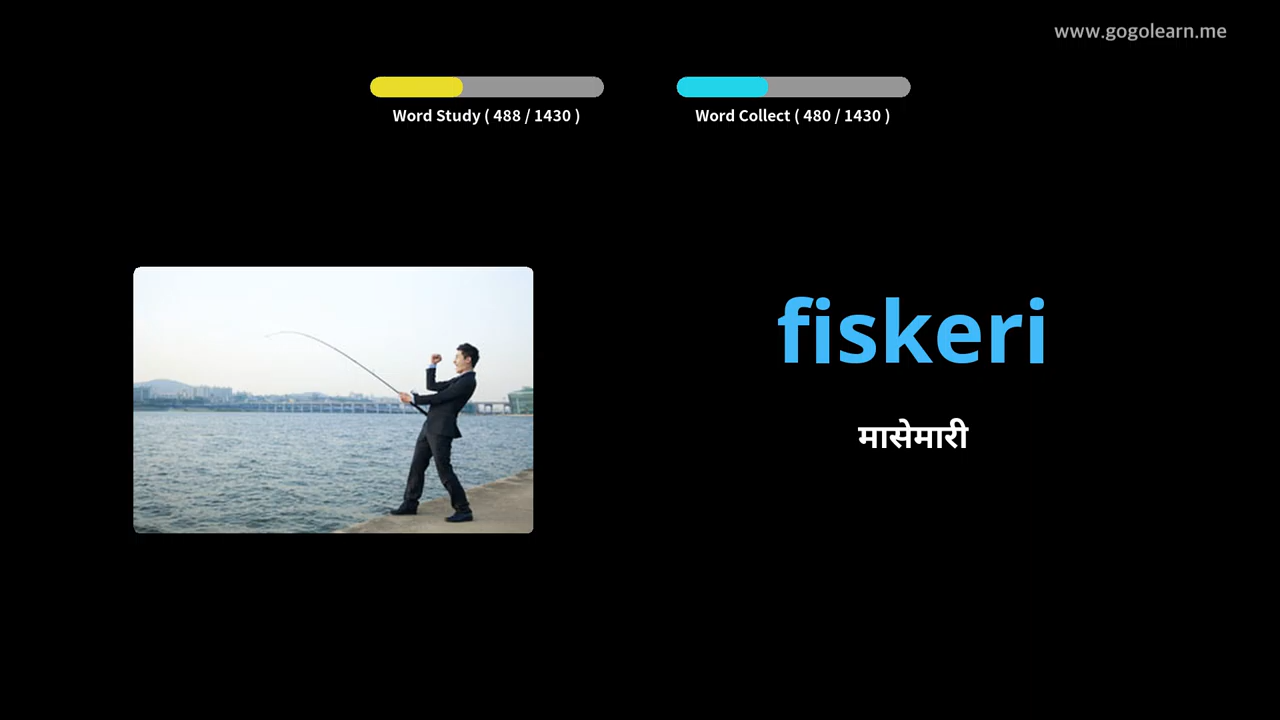 www.gogolearn.me
Word Study ( 488 / 1430 )
Word Collect ( 480 / 1430 )
fiskeri
मासेमारी